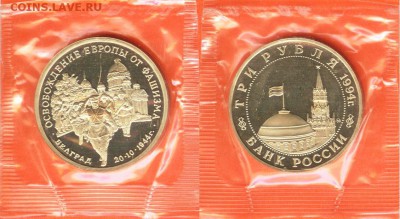 COINS.LAVE.RU
ОСВОБОЖДЕНИЕ ЕВРОПЫ ОТ ФАШИЗМА
БЕЛГРАД 20·10·1944г.
ТРИ РУБЛЯ 1994г.
БАНК РОССИИ